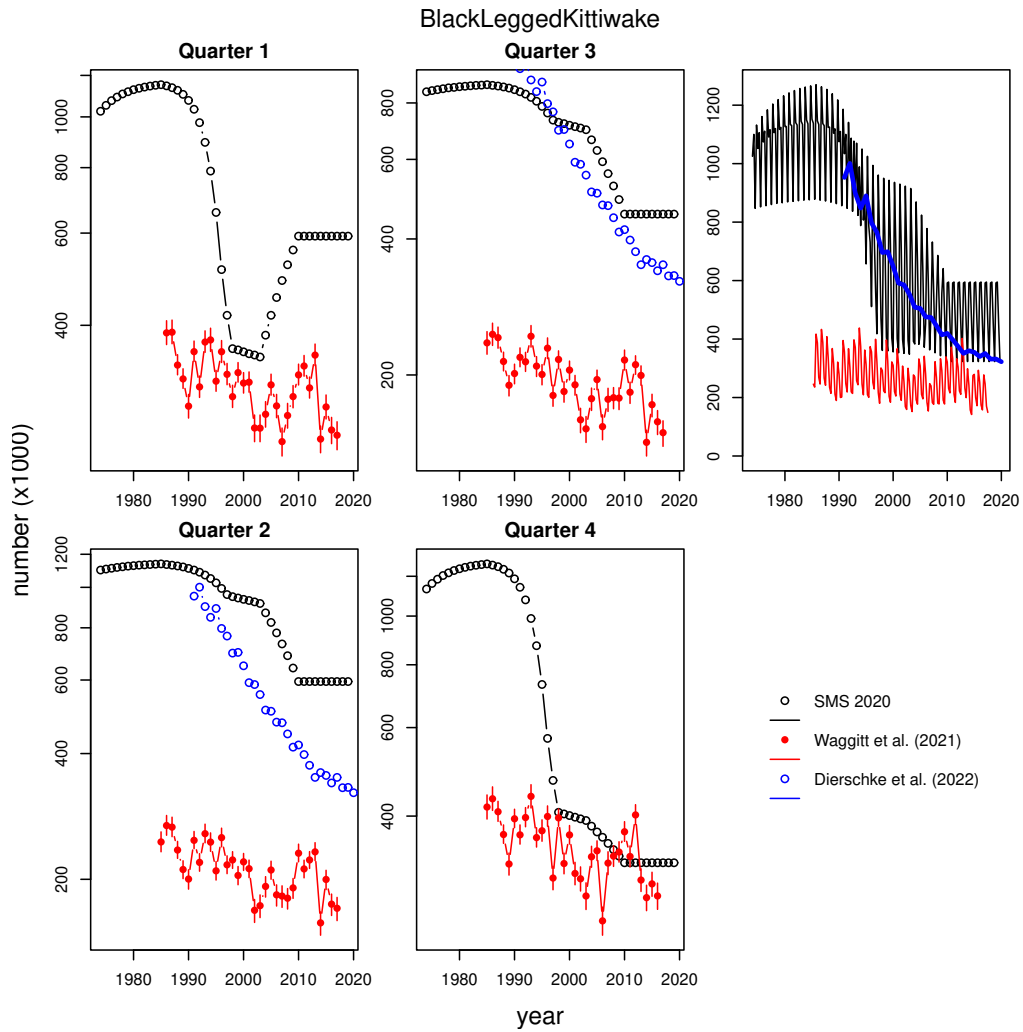 BlackLeggedKittiwake
Quarter 1
Quarter 3
1000
800
600
400
1980 1990 2000 2010 2020
800
600
400
200
1980 1990 2000 2010 2020
1200
1000
800
600
400
200
0
1980 1990 2000 2010 2020
number (x1000)
Quarter 2
Quarter 4
1200
800
600
400
200
1980 1990 2000 2010 2020
1000
800
600
400
1980 1990 2000 2010 2020
SMS 2020
Waggitt et al. (2021)
Dierschke et al. (2022)
year